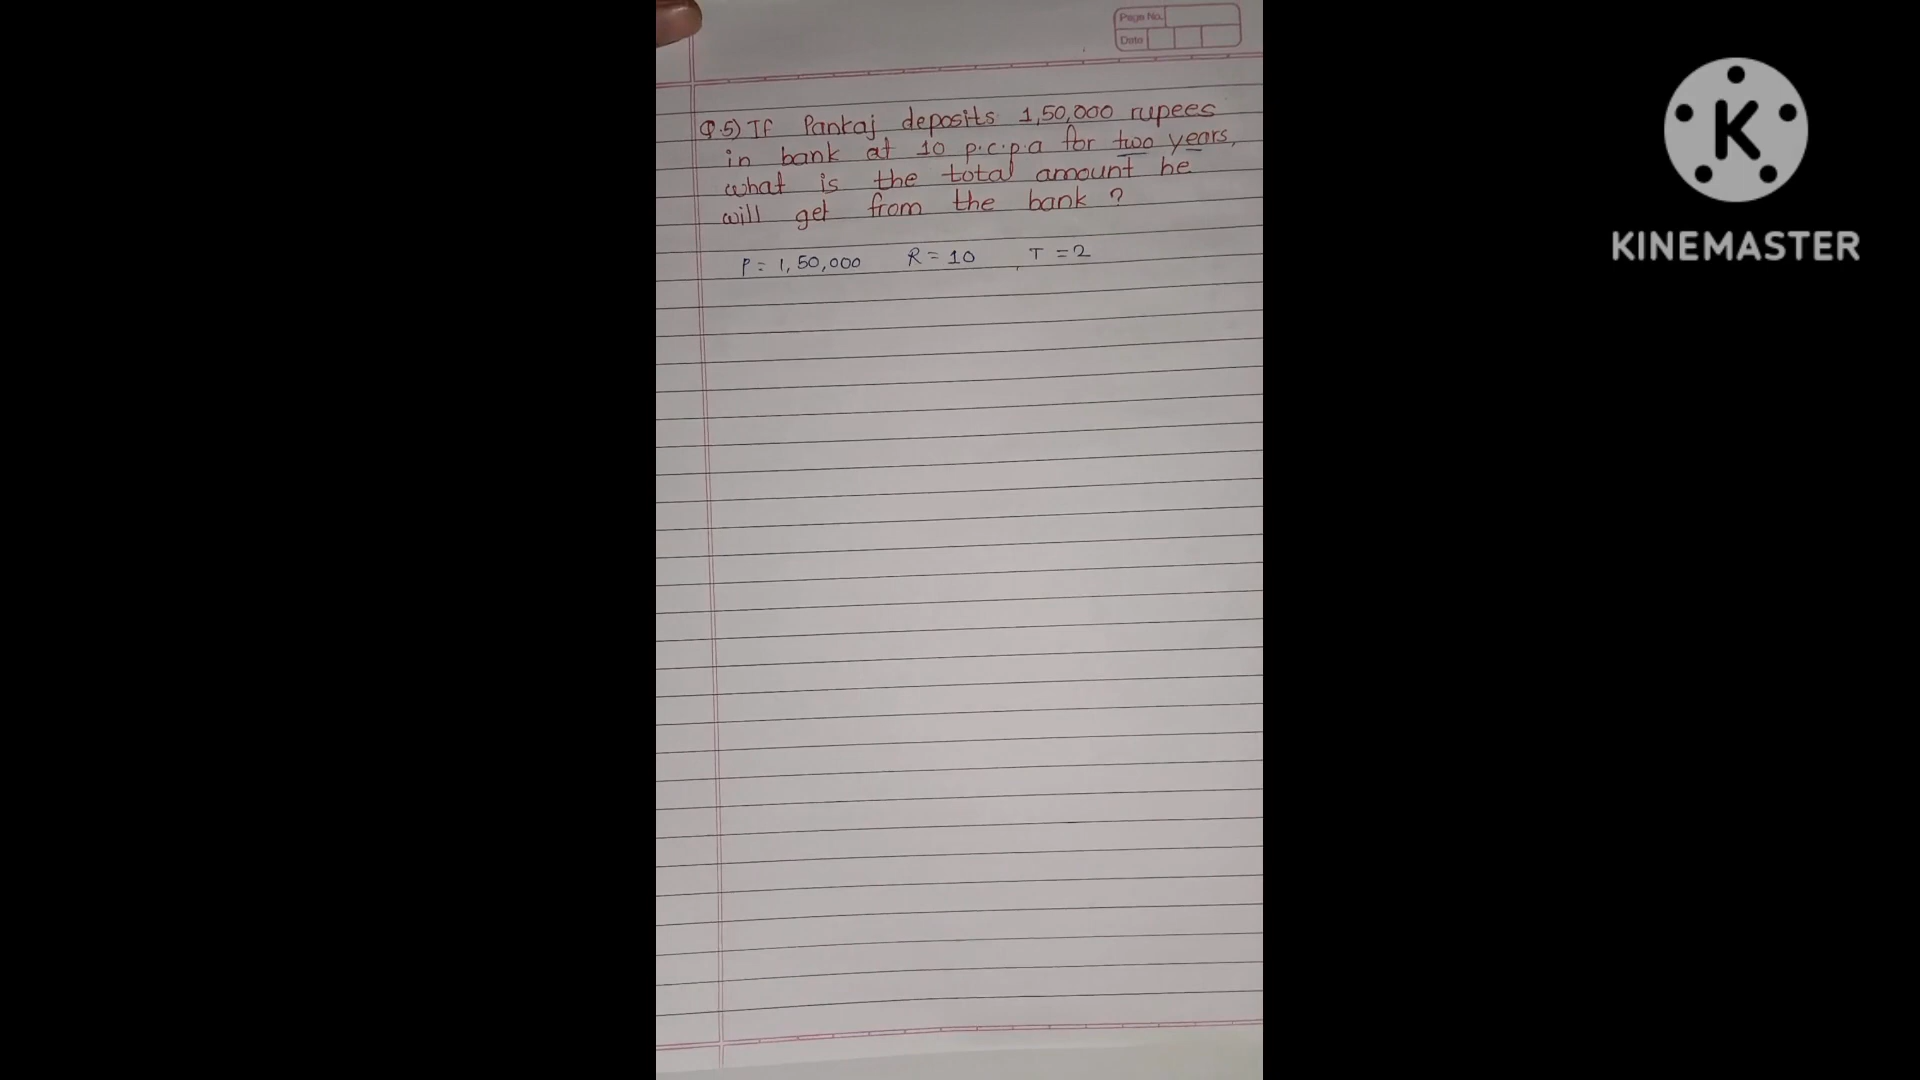 Page No.
Date
Q.5) If Pankaj deposits 1,50,000 rupees
in bank at 10 p.c.p.a for two years,
what is the total amount he
will get from the bank ?
P = 1,50,000 R = 10 T = 2
K
KINEMASTER